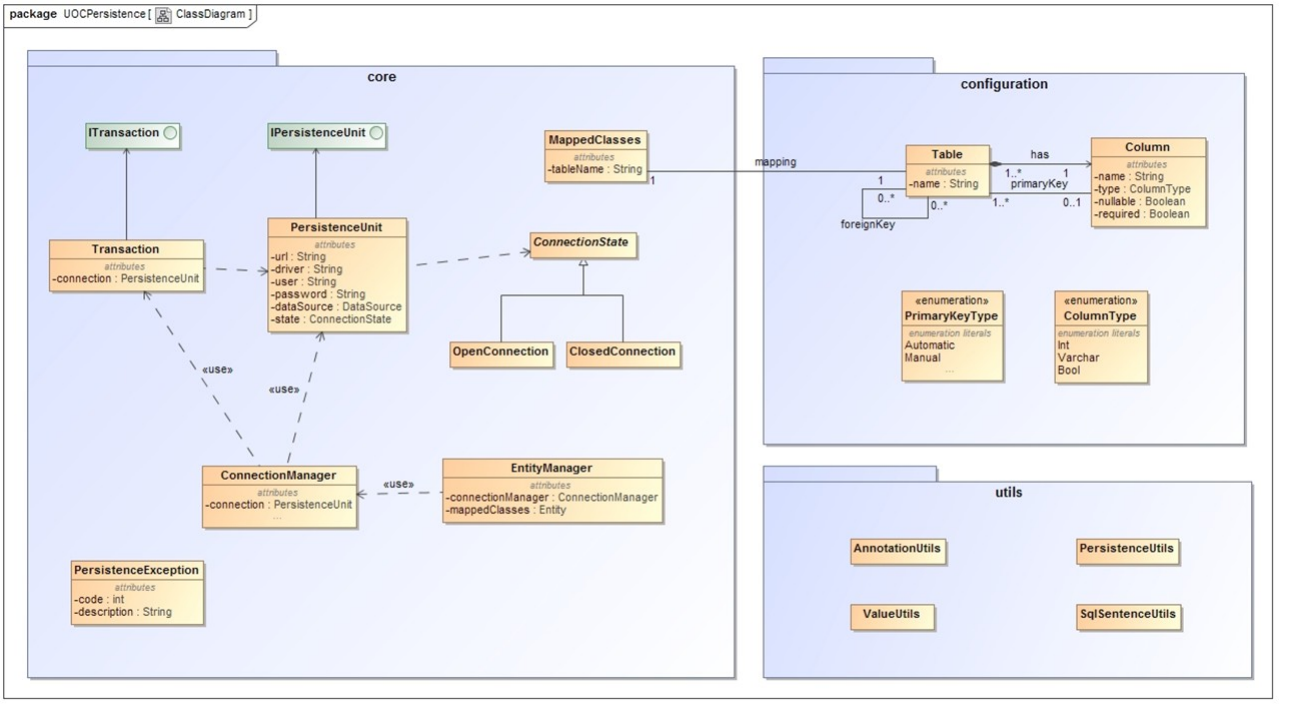 package UOCPersistence [ ClassDiagram ]
core
ITransaction
IPersistenceUnit
MappedClasses
attributes
-tableName : String
1
mapping
1
Transaction
attributes
-connection : PersistenceUnit
PersistenceUnit
attributes
-url : String
-driver : String
-user : String
-password : String
-dataSource : DataSource
-state : ConnectionState
ConnectionState
OpenConnection
ClosedConnection
«use»
«use»
ConnectionManager
attributes
-connection : PersistenceUnit
...
«use»
EntityManager
attributes
-connectionManager : ConnectionManager
-mappedClasses : Entity
PersistenceException
attributes
-code : int
-description : String
configuration
Table
attributes
-name : String
has
1..* 1
primaryKey
1..* 0..1
0..*
0..*
foreignKey
Column
attributes
-name : String
-type : ColumnType
-nullable : Boolean
-required : Boolean
«enumeration»
PrimaryKeyType
enumeration literals
Automatic
Manual
...
«enumeration»
ColumnType
enumeration literals
Int
Varchar
Bool
utils
AnnotationUtils
PersistenceUtils
ValueUtils
SqlSentenceUtils